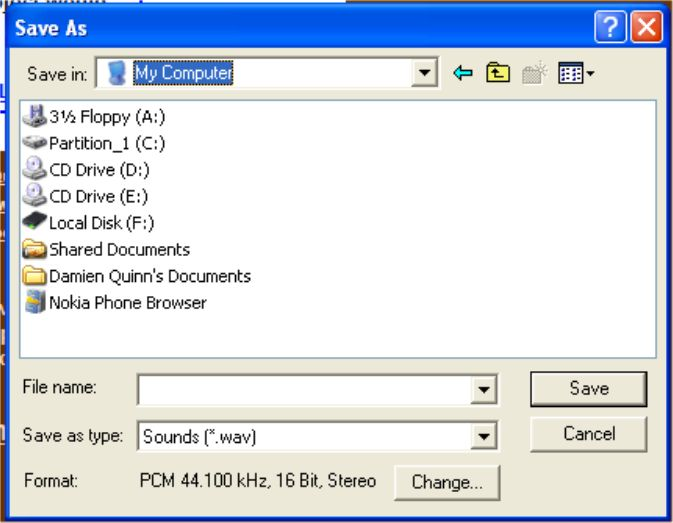 Save As
Save in: My Computer
3½ Floppy (A:)
Partition_1 (C:)
CD Drive (D:)
CD Drive (E:)
Local Disk (F:)
Shared Documents
Damien Quinn's Documents
Nokia Phone Browser
File name: Save
Save as type: Sounds (*.wav) Cancel
Format: PCM 44.100 kHz, 16 Bit, Stereo Change...